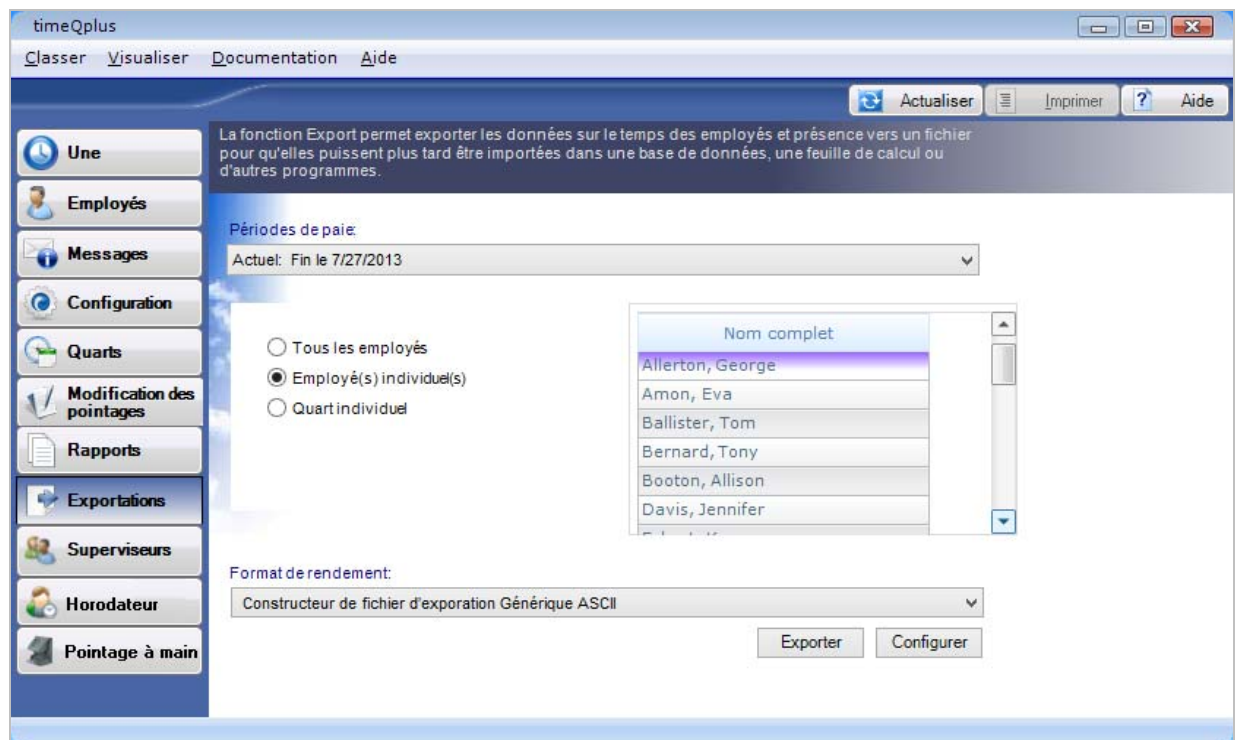 timeQplus
Classer Visualiser Documentation Aide
Actualiser Imprimer Aide
La fonction Export permet exporter les données sur le temps des employés et présence vers un fichier
pour qu'elles puissent plus tard être importées dans une base de données, une feuille de calcul ou
d'autres programmes.
Une
Employés
Messages
Configuration
Quarts
Modification des
pointages
Rapports
Exportations
Superviseurs
Horodateur
Pointage à main
Périodes de paie:
Actuel: Fin le 7/27/2013
Tous les employés
Employé(s) individuel(s)
Quart individuel
Nom complet
Allerton, George
Amon, Eva
Ballister, Tom
Bernard, Tony
Booton, Allison
Davis, Jennifer
Format de rendement:
Constructeur de fichier d'exporation Générique ASCII
Exporter Configurer